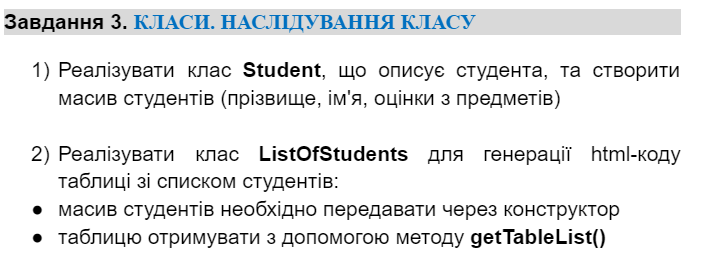 Завдання 3. КЛАСИ. НАСЛІДУВАННЯ КЛАСУ
1) Реалізувати клас Student, що описує студента, та створити
масив студентів (прізвище, ім'я, оцінки з предметів)
2) Реалізувати клас ListOfStudents для генерації html-коду
таблиці зі списком студентів:
● масив студентів необхідно передавати через конструктор
● таблицю отримувати з допомогою методу getTableList()